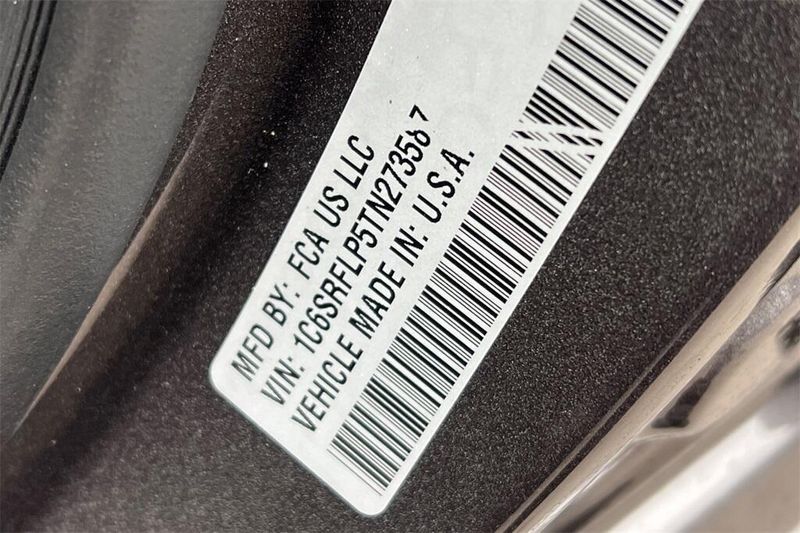 MFD BY: FCA US LLC
VIN: 1C6SRFLP5TN273587
VEHICLE MADE IN: U.S.A.